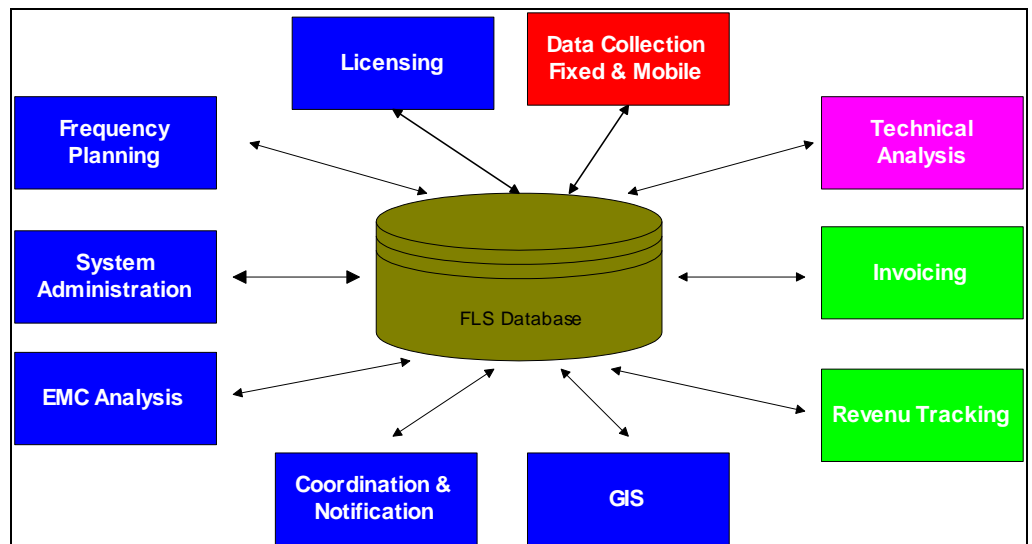 Licensing
Data Collection
Fixed & Mobile
Frequency
Planning
Technical
Analysis
System
Administration
Invoicing
FLS Database
EMC Analysis
Revenu Tracking
Coordination &
Notification
GIS